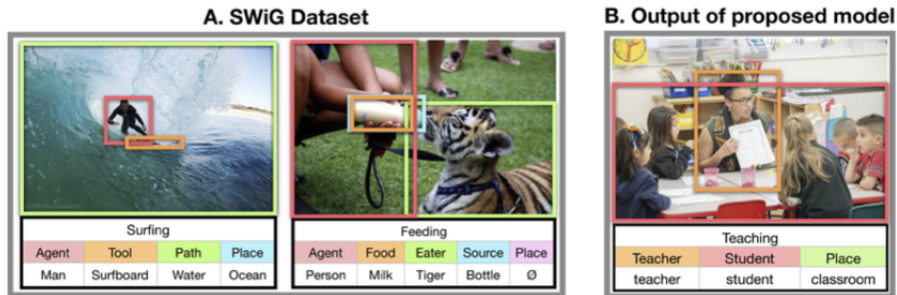 A. SWiG Dataset
B. Output of proposed model
Surfing
Agent Tool Path Place
Man Surfboard Water Ocean
Feeding
Agent Food Eater Source Place
Person Milk Tiger Bottle Ø
Teaching
Teacher Student Place
teacher student classroom